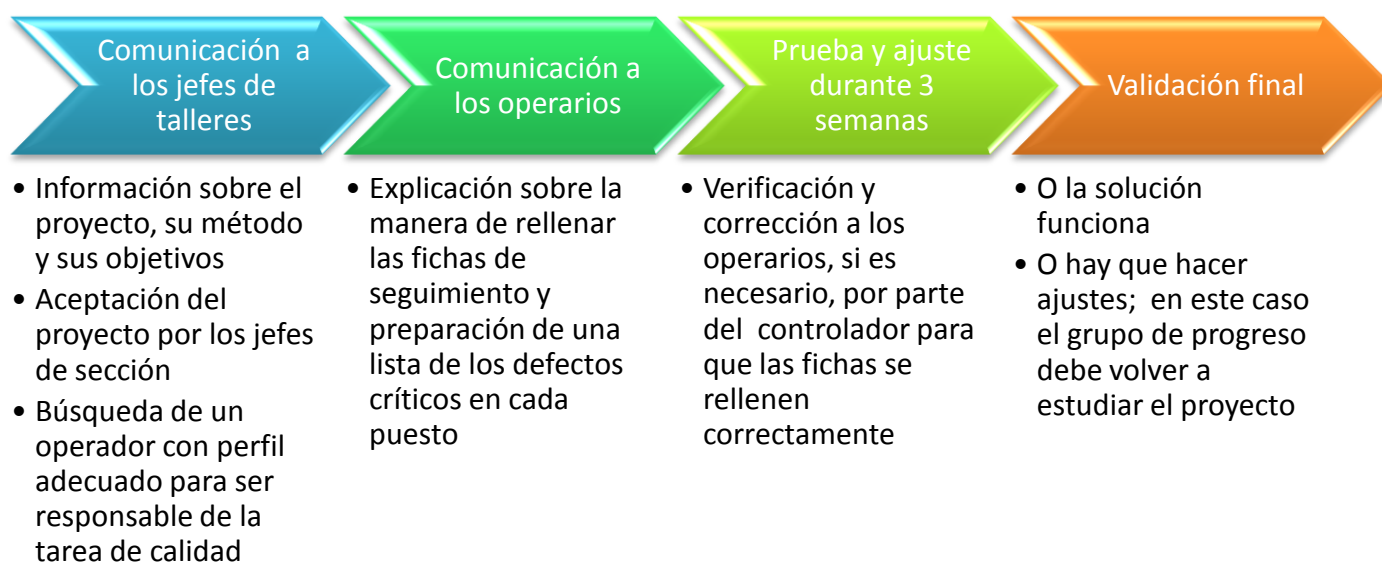 Comunicación a
los jefes de
talleres
Comunicación a
los operarios
Prueba y ajuste
durante 3
semanas
Validación final
• Información sobre el
proyecto, su método
y sus objetivos
• Aceptación del
proyecto por los jefes
de sección
• Búsqueda de un
operador con perfil
adecuado para ser
responsable de la
tarea de calidad
• Explicación sobre la
manera de rellenar
las fichas de
seguimiento y
preparación de una
lista de los defectos
críticos en cada
puesto
• Verificación y
corrección a los
operarios, si es
necesario, por parte
del controlador para
que las fichas se
rellenen
correctamente
• O la solución
funciona
• O hay que hacer
ajustes; en este caso
el grupo de progreso
debe volver a
estudiar el proyecto